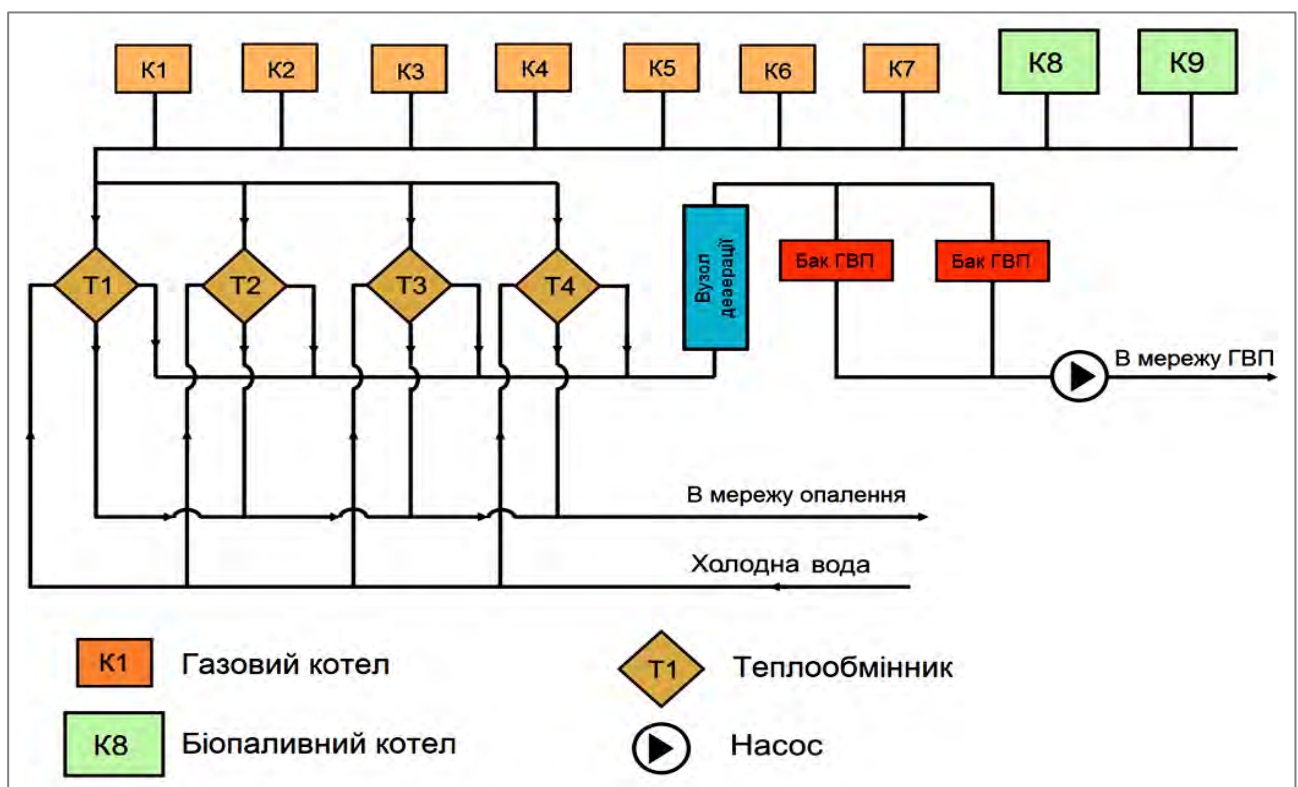 К1 К2 К3 К4 К5 К6 К7 К8 К9
Т1 Т2 Т3 Т4
Вузол
деаерації
Бак ГВП
Бак ГВП
В мережу ГВП
В мережу опалення
Холодна вода
К1 Газовий котел
Т1 Теплообмінник
К8 Біопаливний котел
Насос